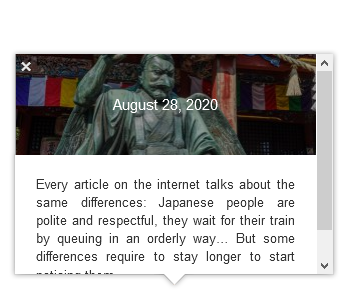 August 28, 2020
Every article on the internet talks about the
same differences: Japanese people are
polite and respectful, they wait for their train
by queuing in an orderly way... But some
differences require to stay longer to start
noticing them